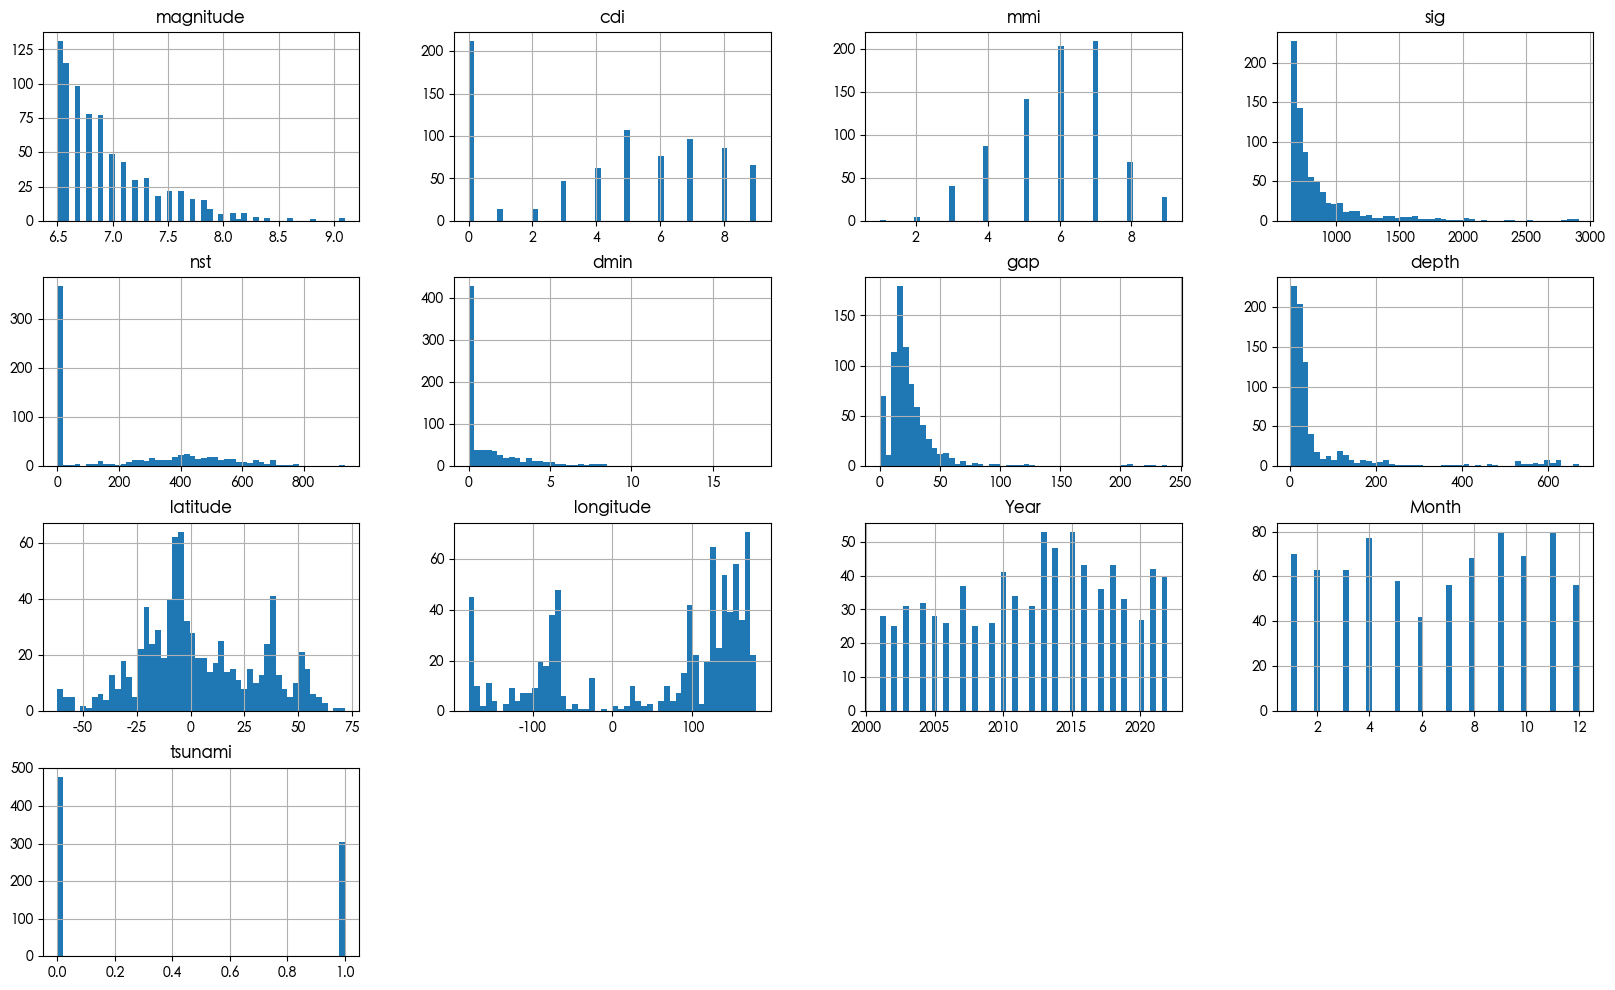 magnitude
125
100
75
50
25
0
6.5 7.0 7.5 8.0 8.5 9.0
cdi
200
150
100
50
0
0 2 4 6 8
mmi
200
150
100
50
0
2 4 6 8
sig
200
150
100
50
0
1000 1500 2000 2500 3000
nst
300
200
100
0
0 200 400 600 800
dmin
400
300
200
100
0
0 5 10 15
gap
150
100
50
0
0 50 100 150 200 250
depth
200
150
100
50
0
0 200 400 600
latitude
60
40
20
0
-50 -25 0 25 50 75
longitude
60
40
20
0
-100 0 100
Year
50
40
30
20
10
0
2000 2005 2010 2015 2020
Month
80
60
40
20
0
2 4 6 8 10 12
tsunami
500
400
300
200
100
0
0.0 0.2 0.4 0.6 0.8 1.0